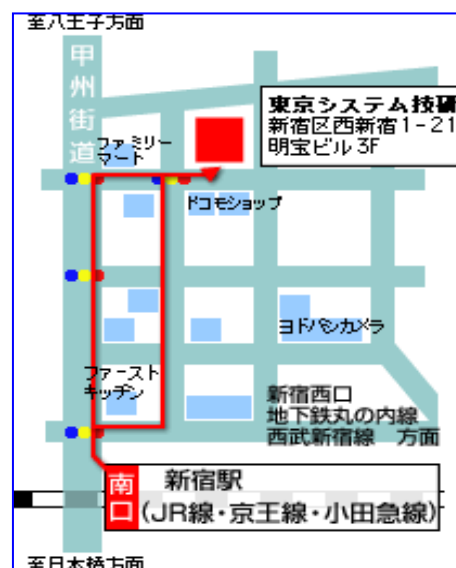 至八王子方面
甲州街道
ファミリー
マート
東京システム技研
新宿区西新宿1-21
明宝ビル3F
ドコモショップ
ヨドバシカメラ
ファースト
キッチン
新宿西口
地下鉄丸の内線
西武新宿線 方面
南口
新宿駅
(JR線・京王線・小田急線)
至日本橋方面